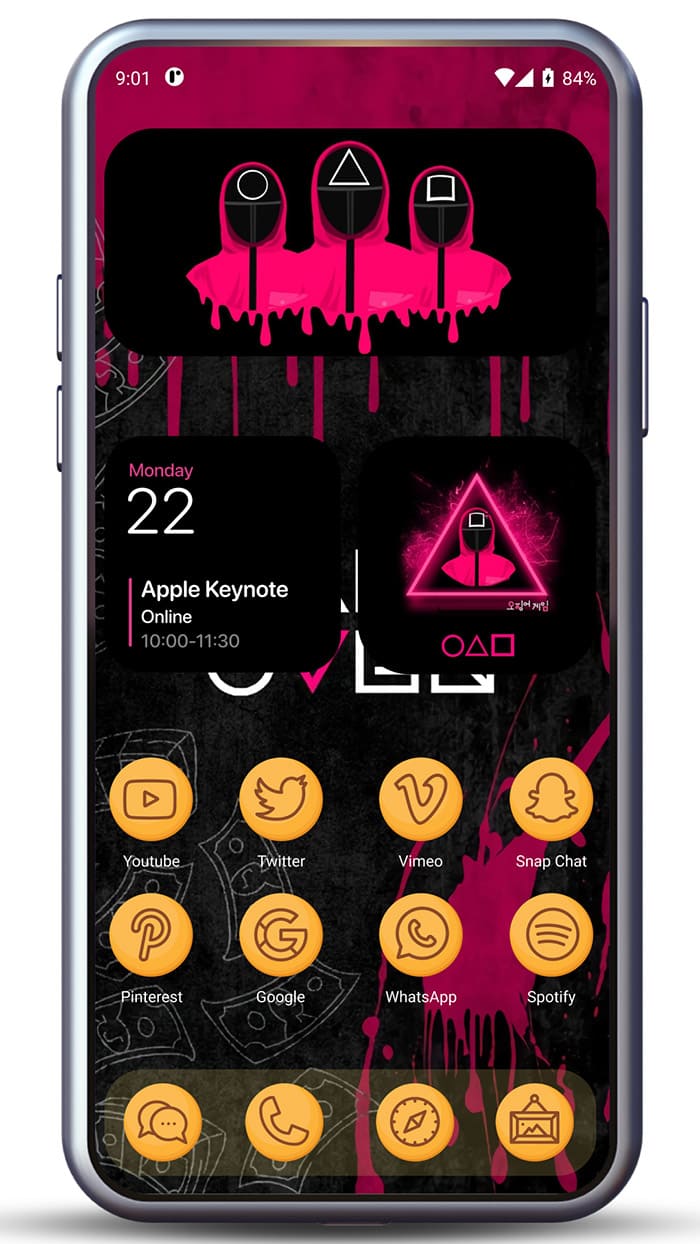 9:01
84%
Monday
22
Apple Keynote
Online
10:00-11:30
오징어 게임
Youtube
Twitter
Vimeo
Snap Chat
Pinterest
Google
WhatsApp
Spotify